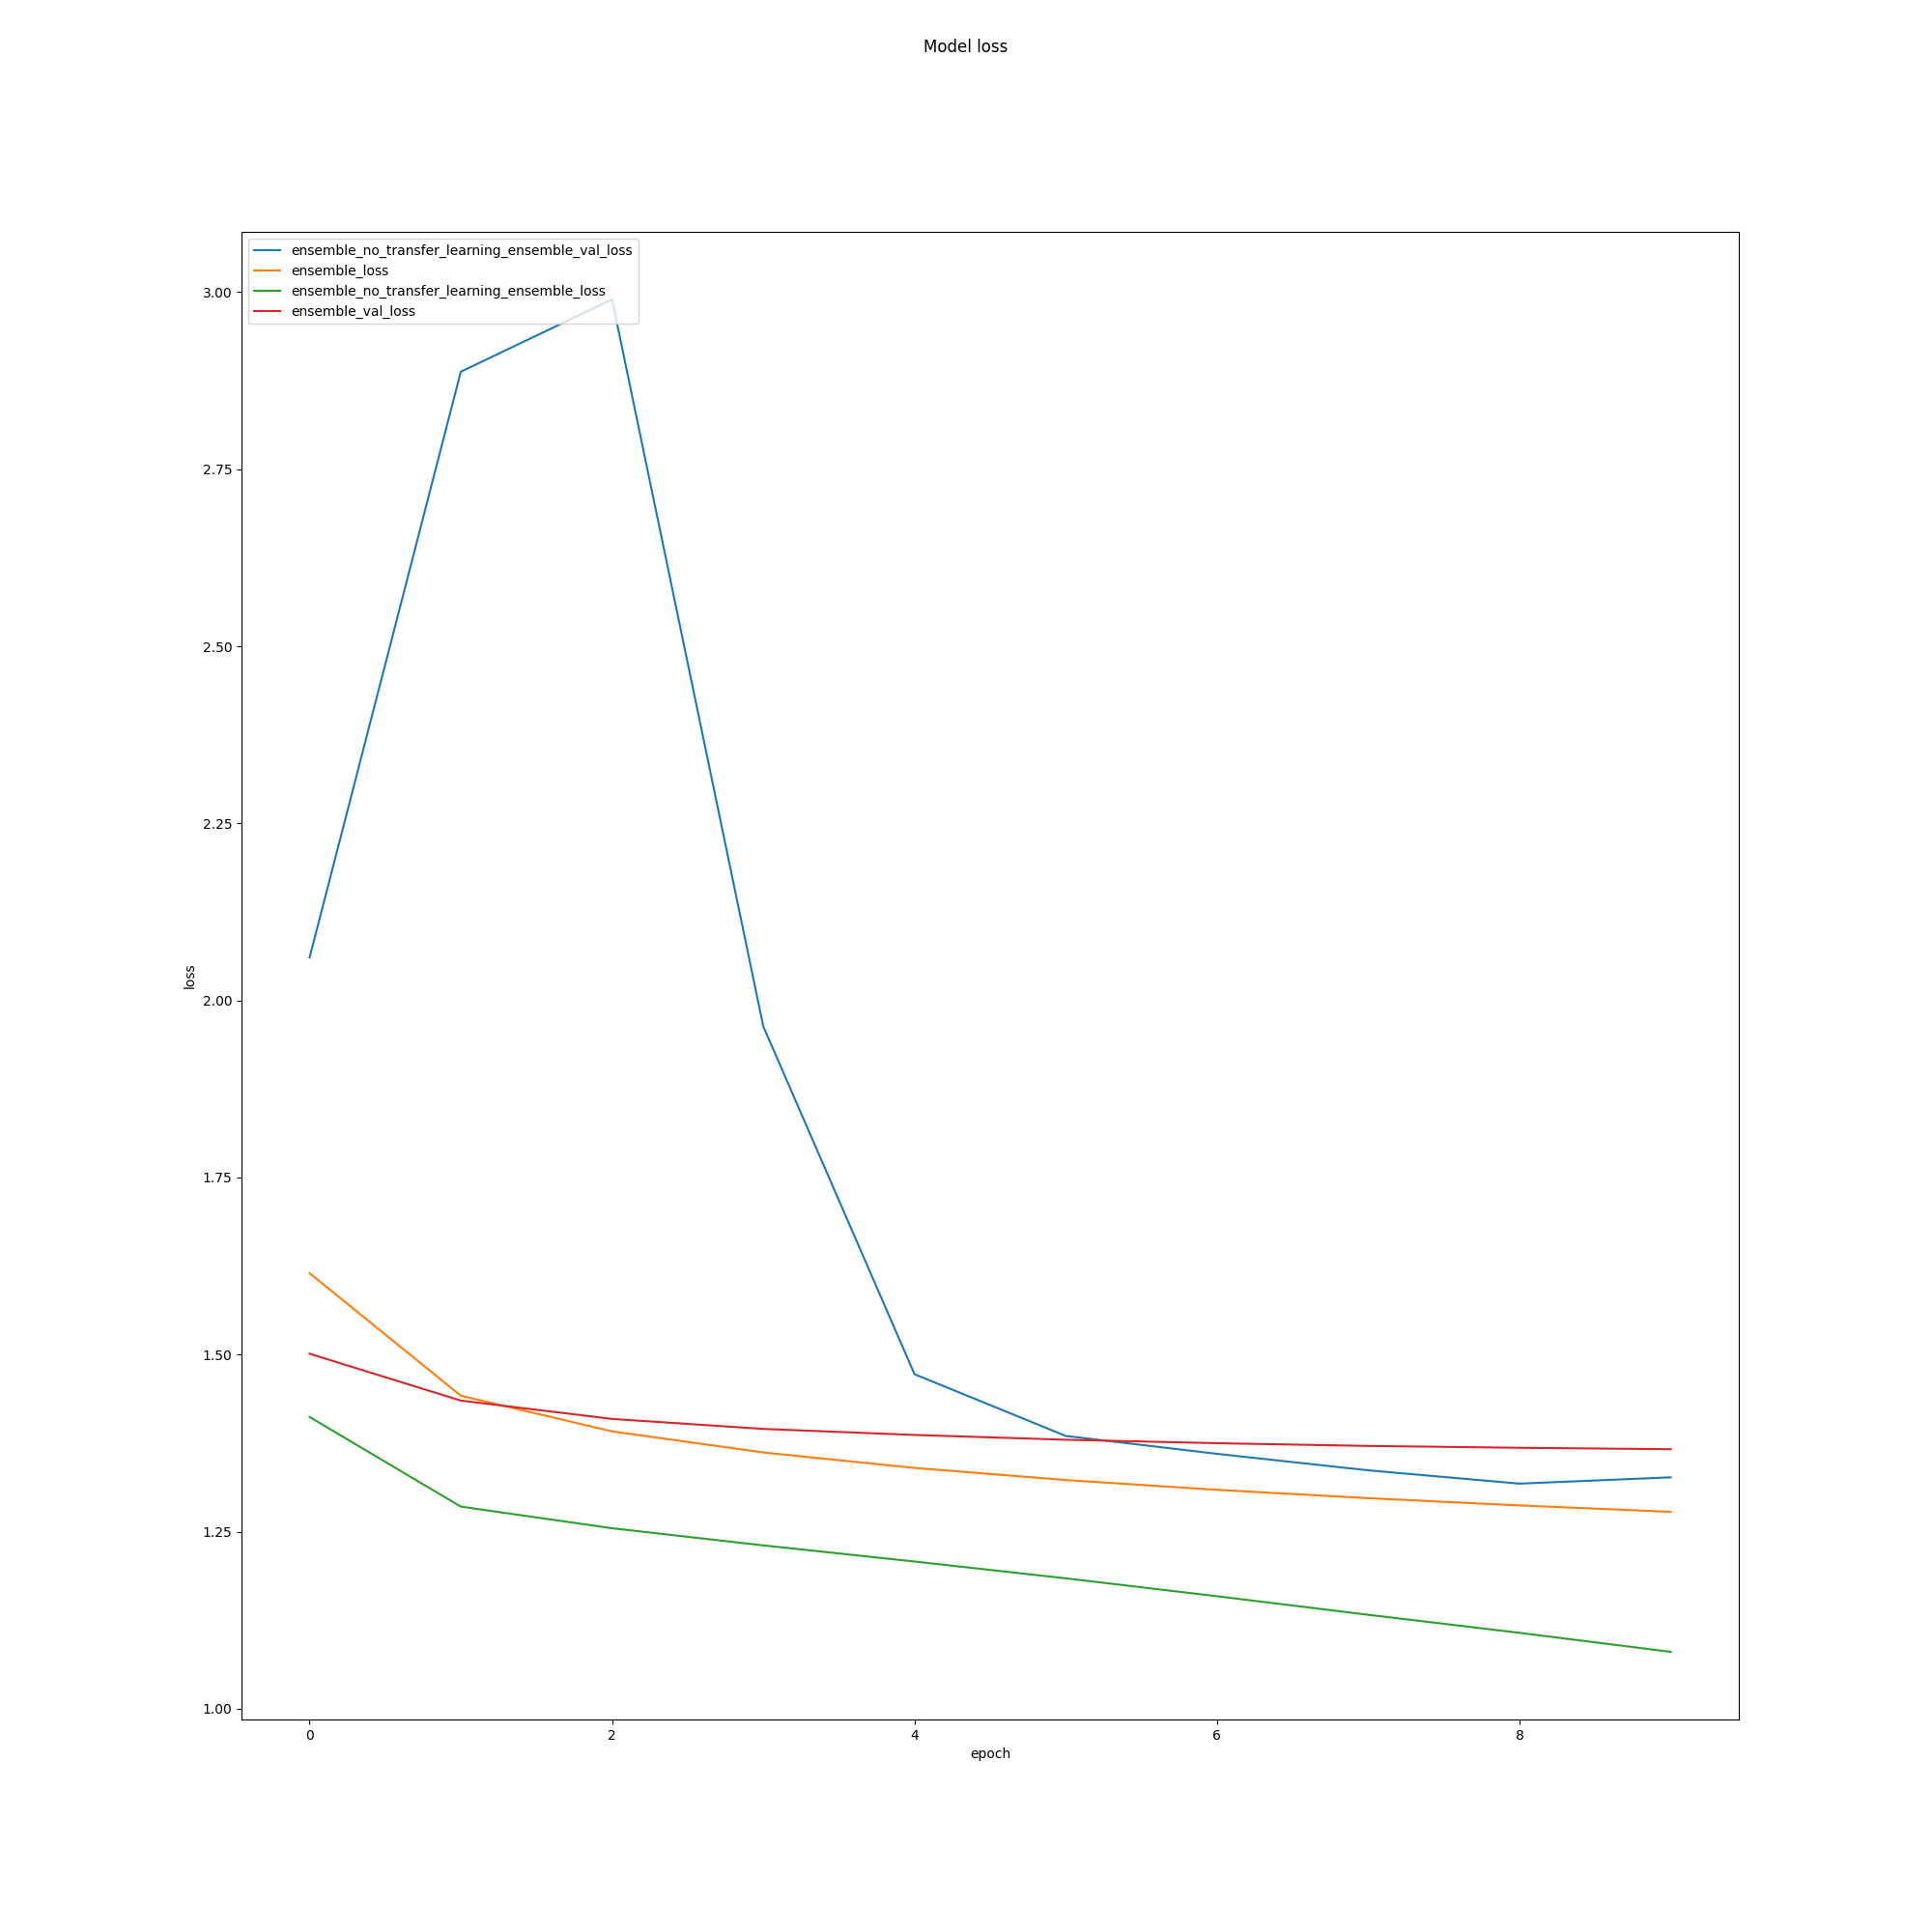 Model loss
ensemble_no_transfer_learning_ensemble_val_loss
ensemble_loss
ensemble_no_transfer_learning_ensemble_loss
ensemble_val_loss
3.00
2.75
2.50
2.25
2.00
1.75
1.50
1.25
1.00
loss
0 2 4 6 8
epoch